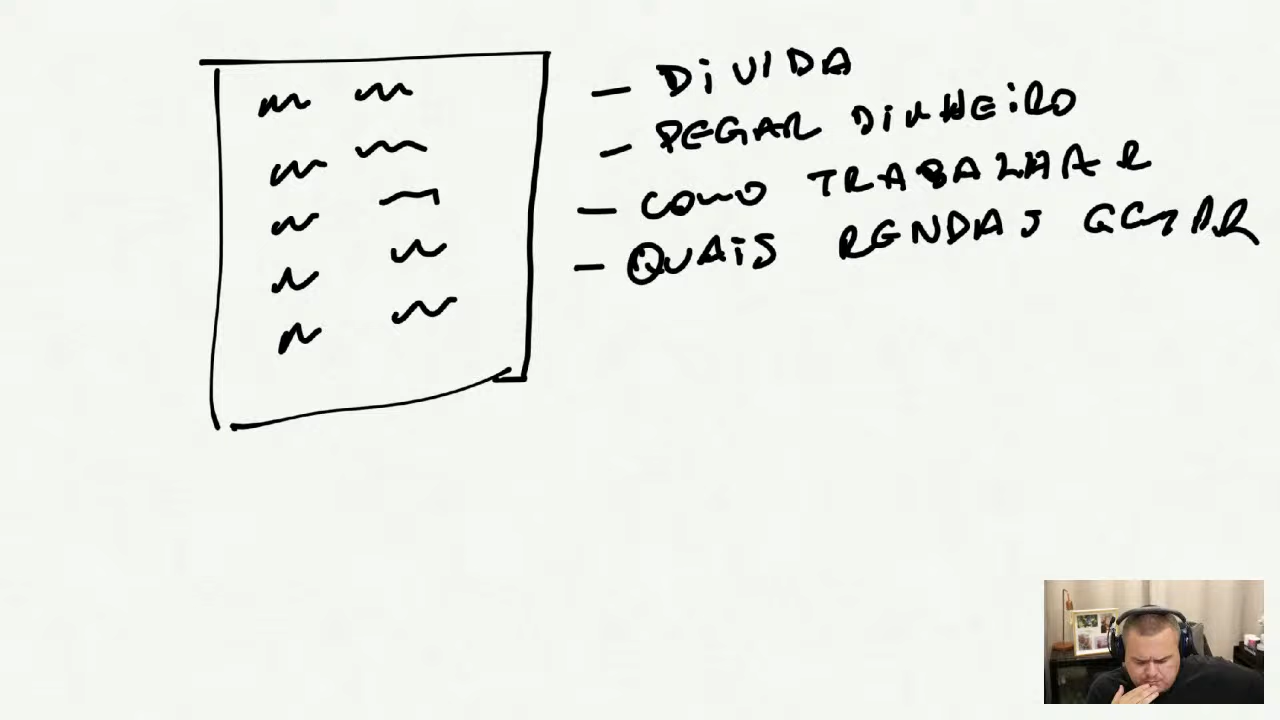 - DiVIDA
- PEGAR DINHEiRO
- COMO TRABALHAR
- QUAiS RENDAS GERAR